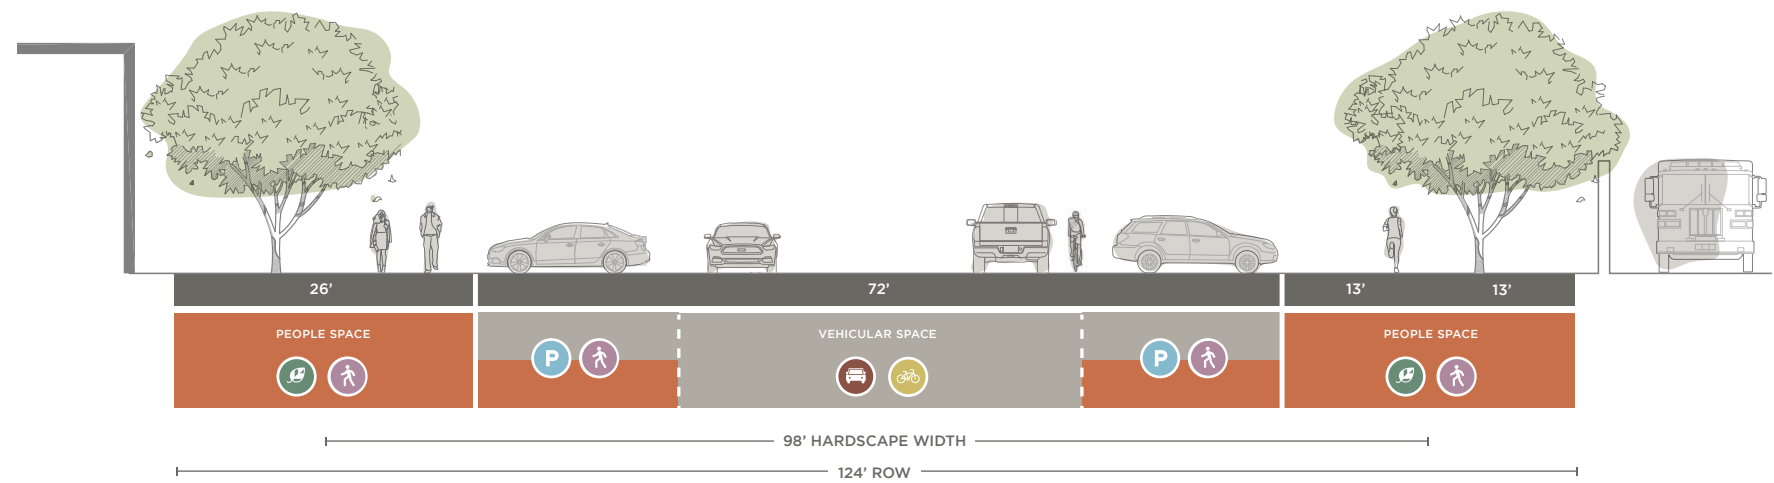 26’
72’
13’
13’
PEOPLE SPACE
VEHICULAR SPACE
PEOPLE SPACE
P
P
98’ HARDSCAPE WIDTH
124’ ROW